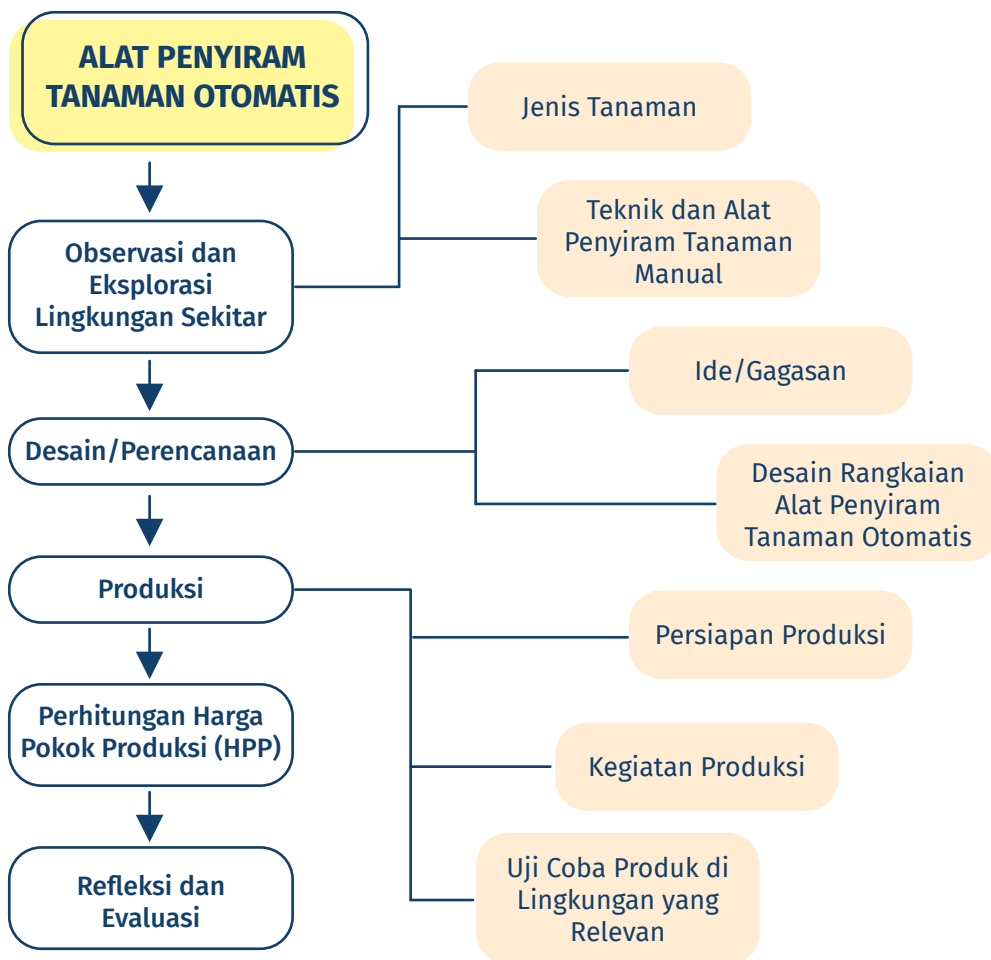 ALAT PENYIRAM
TANAMAN OTOMATIS
Observasi dan
Eksplorasi
Lingkungan Sekitar
Jenis Tanaman
Teknik dan Alat
Penyiram Tanaman
Manual
Desain/Perencanaan
Ide/Gagasan
Desain Rangkaian
Alat Penyiram
Tanaman Otomatis
Produksi
Persiapan Produksi
Kegiatan Produksi
Uji Coba Produk di
Lingkungan yang
Relevan
Perhitungan Harga
Pokok Produksi (HPP)
Refleksi dan
Evaluasi